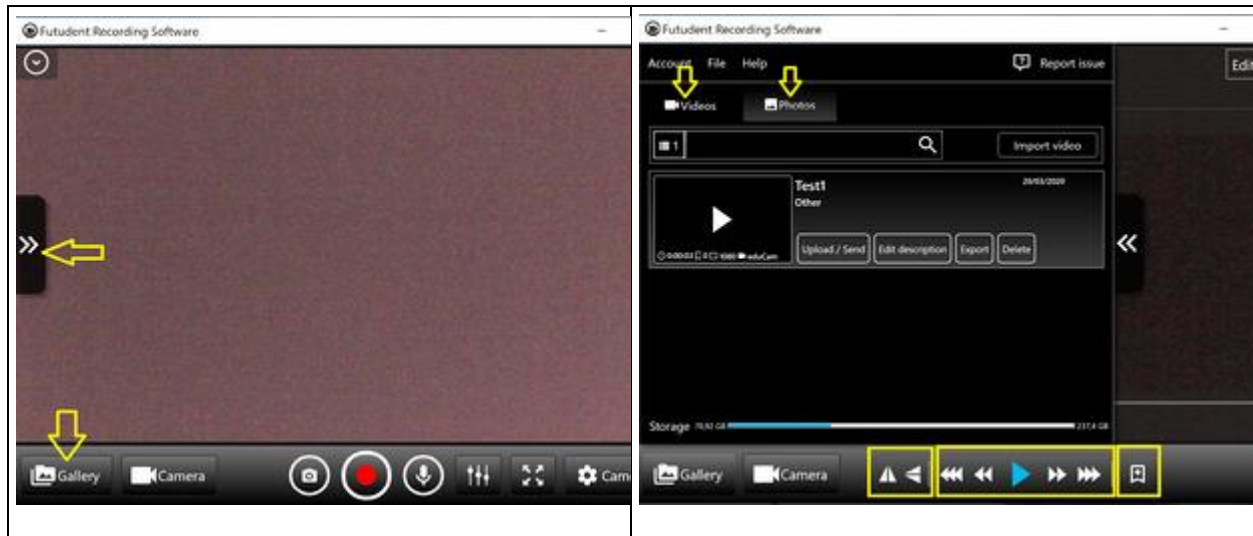 Futudent Recording Software
Gallery
Camera
Cam
Futudent Recording Software
Account File Help
Report issue
Edi
Videos
Photos
1
Import video
Test1
Other
Upload / Send
Edit description
Export
Delete
Storage
Gallery
Camera